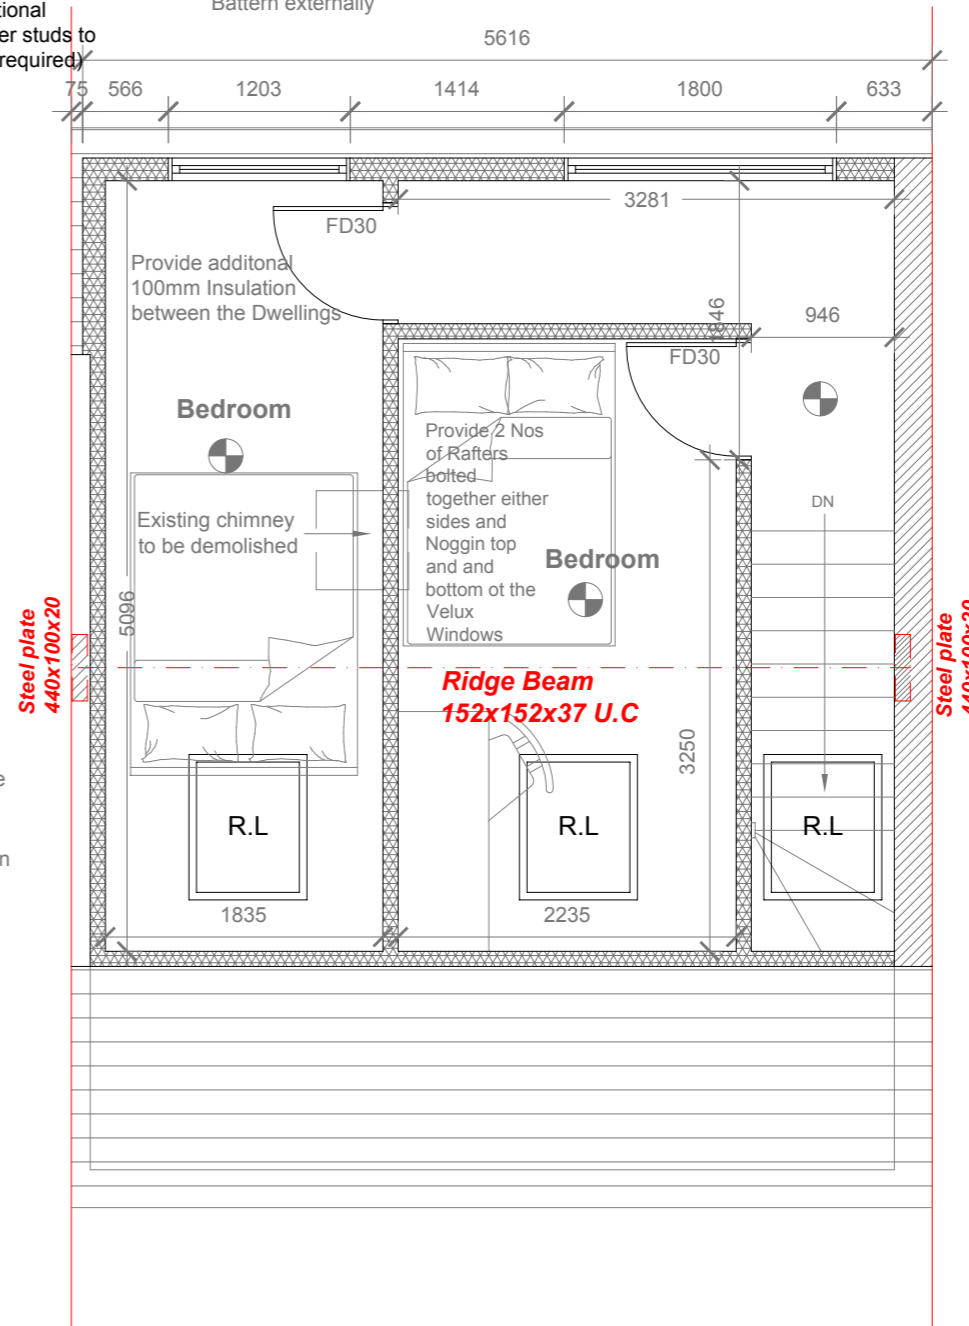 tional
er studs to
required)
Battern externally
5616
75
566
1203
1414
1800
633
3281
FD30
Provide additonal
100mm Insulation
between the Dwellings
1846
946
FD30
Bedroom
Provide 2 Nos
of Rafters
bolted
together either
sides and
Noggin top
and and
bottom ot the
Velux
Windows
DN
Existing chimney
to be demolished
Bedroom
5096
Steel plate
440x100x20
Steel plate
440x100x20
Ridge Beam
152x152x37 U.C
3250
e
n
R.L
R.L
R.L
1835
2235